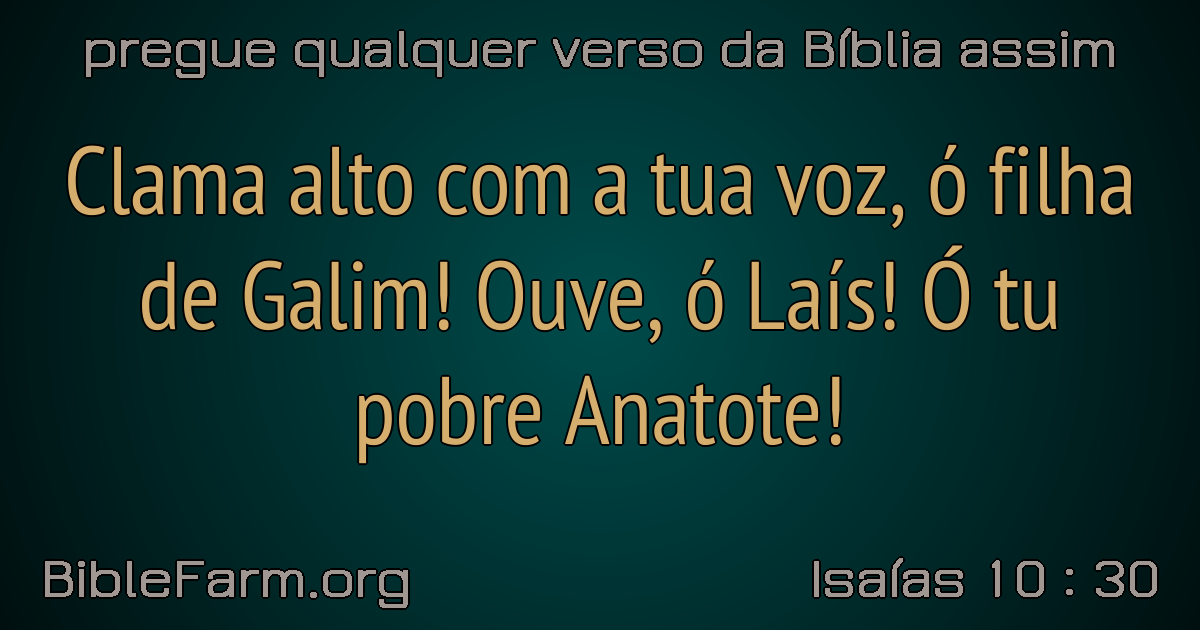 pregue qualquer verso da Bíblia assim
Clama alto com a tua voz, ó filha
de Galim! Ouve, ó Laís! Ó tu
pobre Anatote!
BibleFarm.org
Isaías 10 : 30